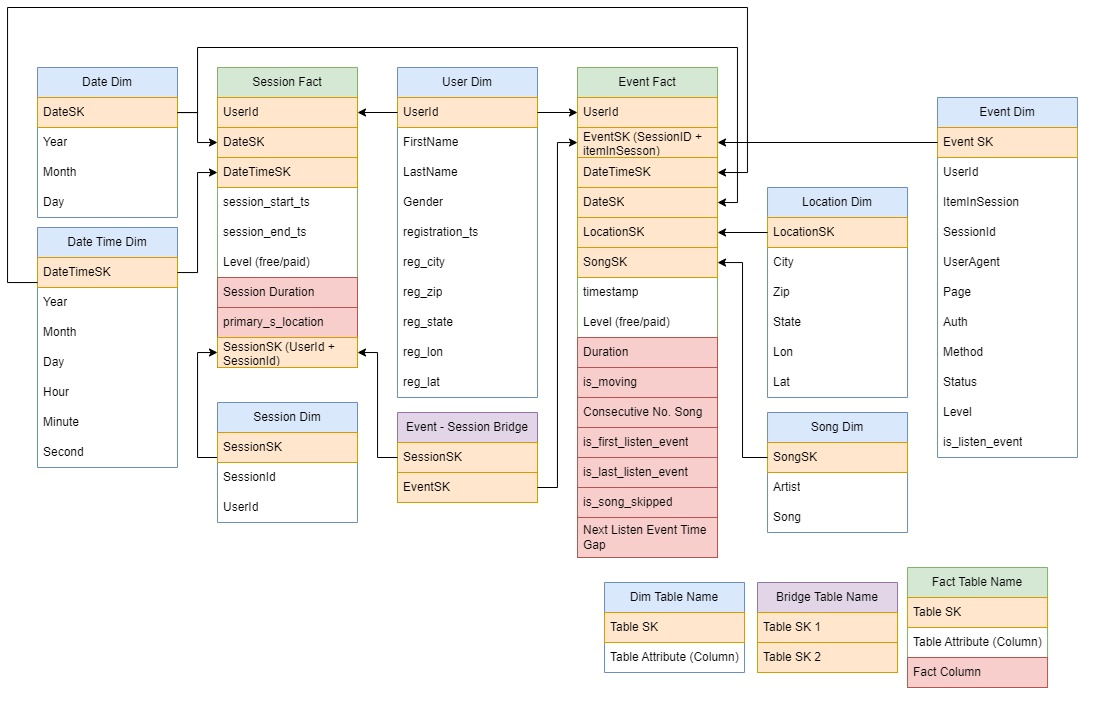 Date Dim
DateSK
Year
Month
Day
Date Time Dim
DateTimeSK
Year
Month
Day
Hour
Minute
Second
Session Fact
UserId
DateSK
DateTimeSK
session_start_ts
session_end_ts
Level (free/paid)
Session Duration
primary_s_location
SessionSK (UserId +
SessionId)
Session Dim
SessionSK
SessionId
UserId
User Dim
UserId
FirstName
LastName
Gender
registration_ts
reg_city
reg_zip
reg_state
reg_lon
reg_lat
Event - Session Bridge
SessionSK
EventSK
Event Fact
UserId
EventSK (SessionID +
itemInSesson)
DateTimeSK
DateSK
LocationSK
SongSK
timestamp
Level (free/paid)
Duration
is_moving
Consecutive No. Song
is_first_listen_event
is_last_listen_event
is_song_skipped
Next Listen Event Time
Gap
Location Dim
LocationSK
City
Zip
State
Lon
Lat
Song Dim
SongSK
Artist
Song
Event Dim
Event SK
UserId
ItemInSession
SessionId
UserAgent
Page
Auth
Method
Status
Level
is_listen_event
Dim Table Name
Table SK
Table Attribute (Column)
Bridge Table Name
Table SK 1
Table SK 2
Fact Table Name
Table SK
Table Attribute (Column)
Fact Column